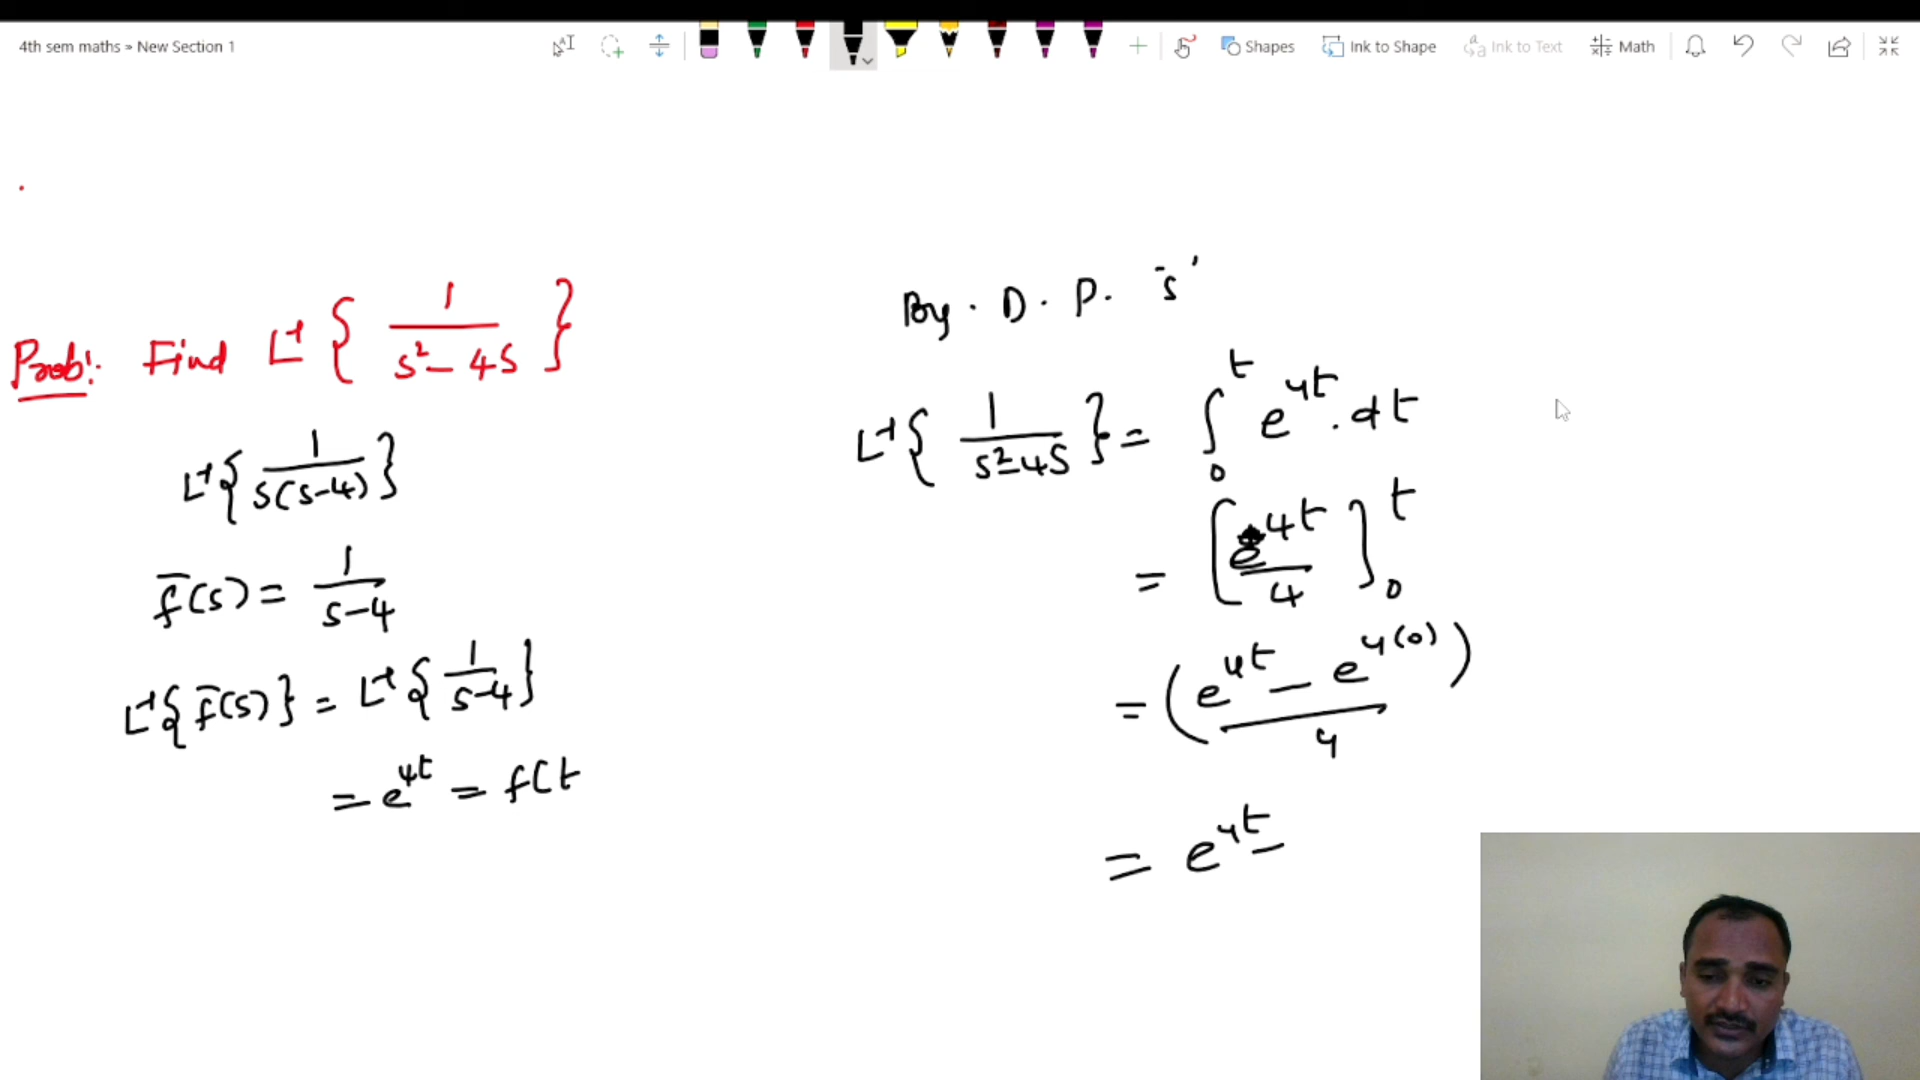 4th sem maths » New Section 1
Shapes Ink to Shape Ink to Text Math
Prob!: Find L⁻¹{ 1/(s² - 4s) }
L⁻¹{ 1/(s(s-4)) }
f̄(s) = 1/(s-4)
L⁻¹{ f̄(s) } = L⁻¹{ 1/(s-4) }
= e^{4t} = f(t
By. D. P. 's'
L⁻¹{ 1/(s²-4s) } = ∫₀^t e^{4t}. dt
= [ e^{4t}/4 ]₀^t
= ( (e^{4t} - e^{4(0)})/4 )
= e^{4t} -